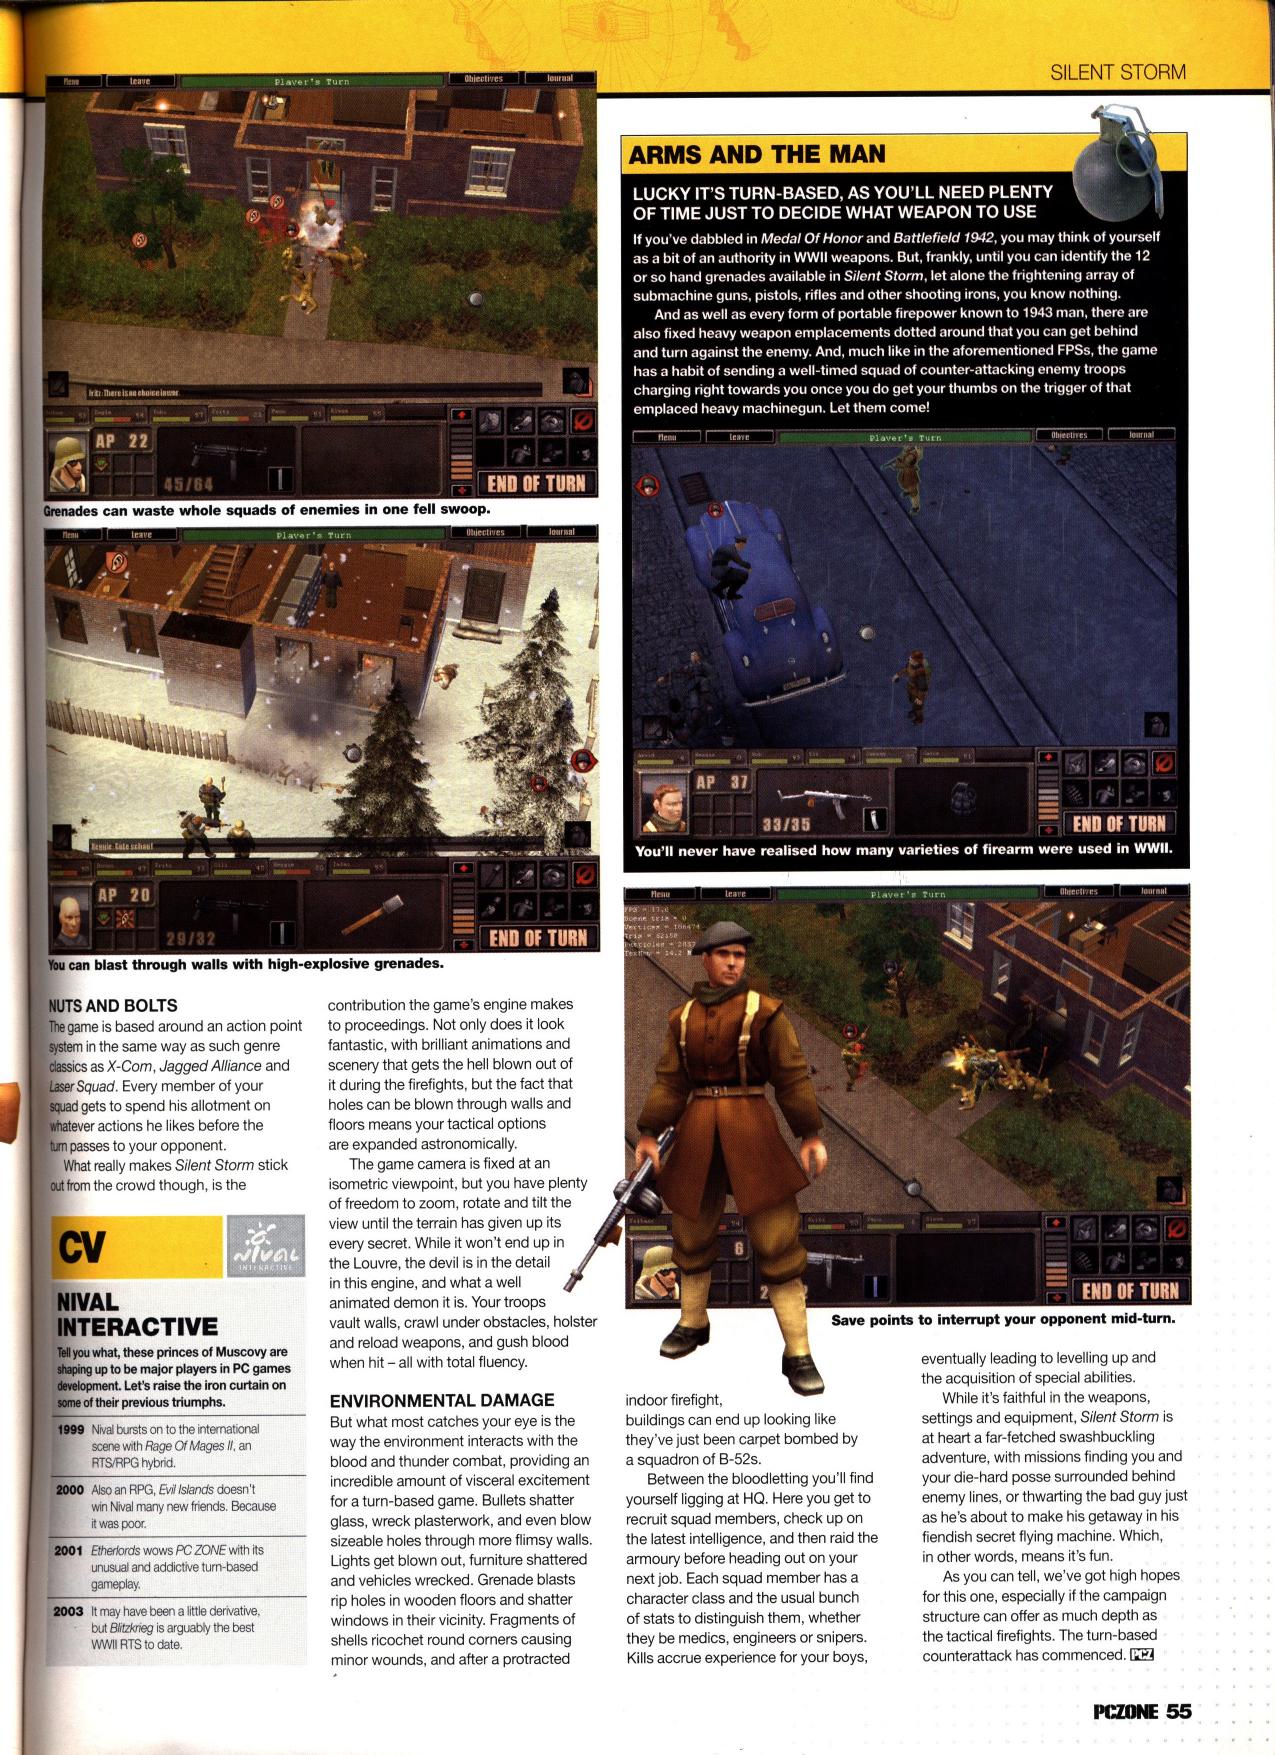 SILENT STORM
Menu
Leave
Player's Turn
Objectives
Journal
Fritz: There is no choice lower.
AP 22
45/64
END OF TURN
Grenades can waste whole squads of enemies in one fell swoop.
Menu
Leave
Player's Turn
Objectives
Journal
AP 20
29/32
END OF TURN
You can blast through walls with high-explosive grenades.
NUTS AND BOLTS
The game is based around an action point
system in the same way as such genre
classics as X-Com, Jagged Alliance and
Laser Squad. Every member of your
squad gets to spend his allotment on
whatever actions he likes before the
turn passes to your opponent.
What really makes Silent Storm stick
out from the crowd though, is the
CV
nival
INTERACTIVE
NIVAL
INTERACTIVE
Tell you what, these princes of Muscovy are
shaping up to be major players in PC games
development. Let's raise the iron curtain on
some of their previous triumphs.
1999 Nival bursts on to the international
scene with Rage Of Mages II, an
RTS/RPG hybrid.
2000 Also an RPG, Evil Islands doesn't
win Nival many new friends. Because
it was poor.
2001 Etherlords wows PC ZONE with its
unusual and addictive turn-based
gameplay.
2003 It may have been a little derivative,
but Blitzkrieg is arguably the best
WWII RTS to date.
contribution the game's engine makes
to proceedings. Not only does it look
fantastic, with brilliant animations and
scenery that gets the hell blown out of
it during the firefights, but the fact that
holes can be blown through walls and
floors means your tactical options
are expanded astronomically.
The game camera is fixed at an
isometric viewpoint, but you have plenty
of freedom to zoom, rotate and tilt the
view until the terrain has given up its
every secret. While it won't end up in
the Louvre, the devil is in the detail
in this engine, and what a well
animated demon it is. Your troops
vault walls, crawl under obstacles, holster
and reload weapons, and gush blood
when hit – all with total fluency.
ENVIRONMENTAL DAMAGE
But what most catches your eye is the
way the environment interacts with the
blood and thunder combat, providing an
incredible amount of visceral excitement
for a turn-based game. Bullets shatter
glass, wreck plasterwork, and even blow
sizeable holes through more flimsy walls.
Lights get blown out, furniture shattered
and vehicles wrecked. Grenade blasts
rip holes in wooden floors and shatter
windows in their vicinity. Fragments of
shells ricochet round corners causing
minor wounds, and after a protracted
ARMS AND THE MAN
LUCKY IT'S TURN-BASED, AS YOU'LL NEED PLENTY
OF TIME JUST TO DECIDE WHAT WEAPON TO USE
If you've dabbled in Medal Of Honor and Battlefield 1942, you may think of yourself
as a bit of an authority in WWII weapons. But, frankly, until you can identify the 12
or so hand grenades available in Silent Storm, let alone the frightening array of
submachine guns, pistols, rifles and other shooting irons, you know nothing.
And as well as every form of portable firepower known to 1943 man, there are
also fixed heavy weapon emplacements dotted around that you can get behind
and turn against the enemy. And, much like in the aforementioned FPSs, the game
has a habit of sending a well-timed squad of counter-attacking enemy troops
charging right towards you once you do get your thumbs on the trigger of that
emplaced heavy machinegun. Let them come!
Menu
Leave
Player's Turn
Objectives
Journal
AP 37
33/35
END OF TURN
You'll never have realised how many varieties of firearm were used in WWII.
Menu
Leave
Player's Turn
Objectives
Journal
6
END OF TURN
Save points to interrupt your opponent mid-turn.
indoor firefight,
buildings can end up looking like
they've just been carpet bombed by
a squadron of B-52s.
Between the bloodletting you'll find
yourself ligging at HQ. Here you get to
recruit squad members, check up on
the latest intelligence, and then raid the
armoury before heading out on your
next job. Each squad member has a
character class and the usual bunch
of stats to distinguish them, whether
they be medics, engineers or snipers.
Kills accrue experience for your boys,
eventually leading to levelling up and
the acquisition of special abilities.
While it's faithful in the weapons,
settings and equipment, Silent Storm is
at heart a far-fetched swashbuckling
adventure, with missions finding you and
your die-hard posse surrounded behind
enemy lines, or thwarting the bad guy just
as he's about to make his getaway in his
fiendish secret flying machine. Which,
in other words, means it's fun.
As you can tell, we've got high hopes
for this one, especially if the campaign
structure can offer as much depth as
the tactical firefights. The turn-based
counterattack has commenced. PCZ
PCZONE 55